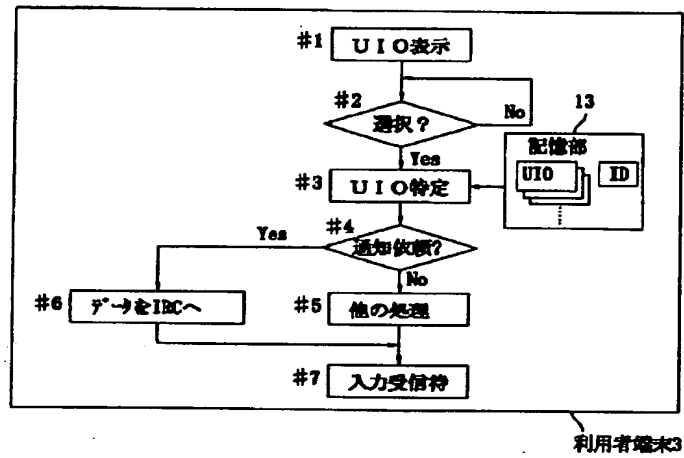 #1 UIO表示
#2 選択?
No
13
Yes
記憶部
UIO
ID
#3 UIO特定
#4 通知依頼?
Yes
No
#6 データをIRCへ
#5 他の処理
#7 入力受信待
利用者端末3